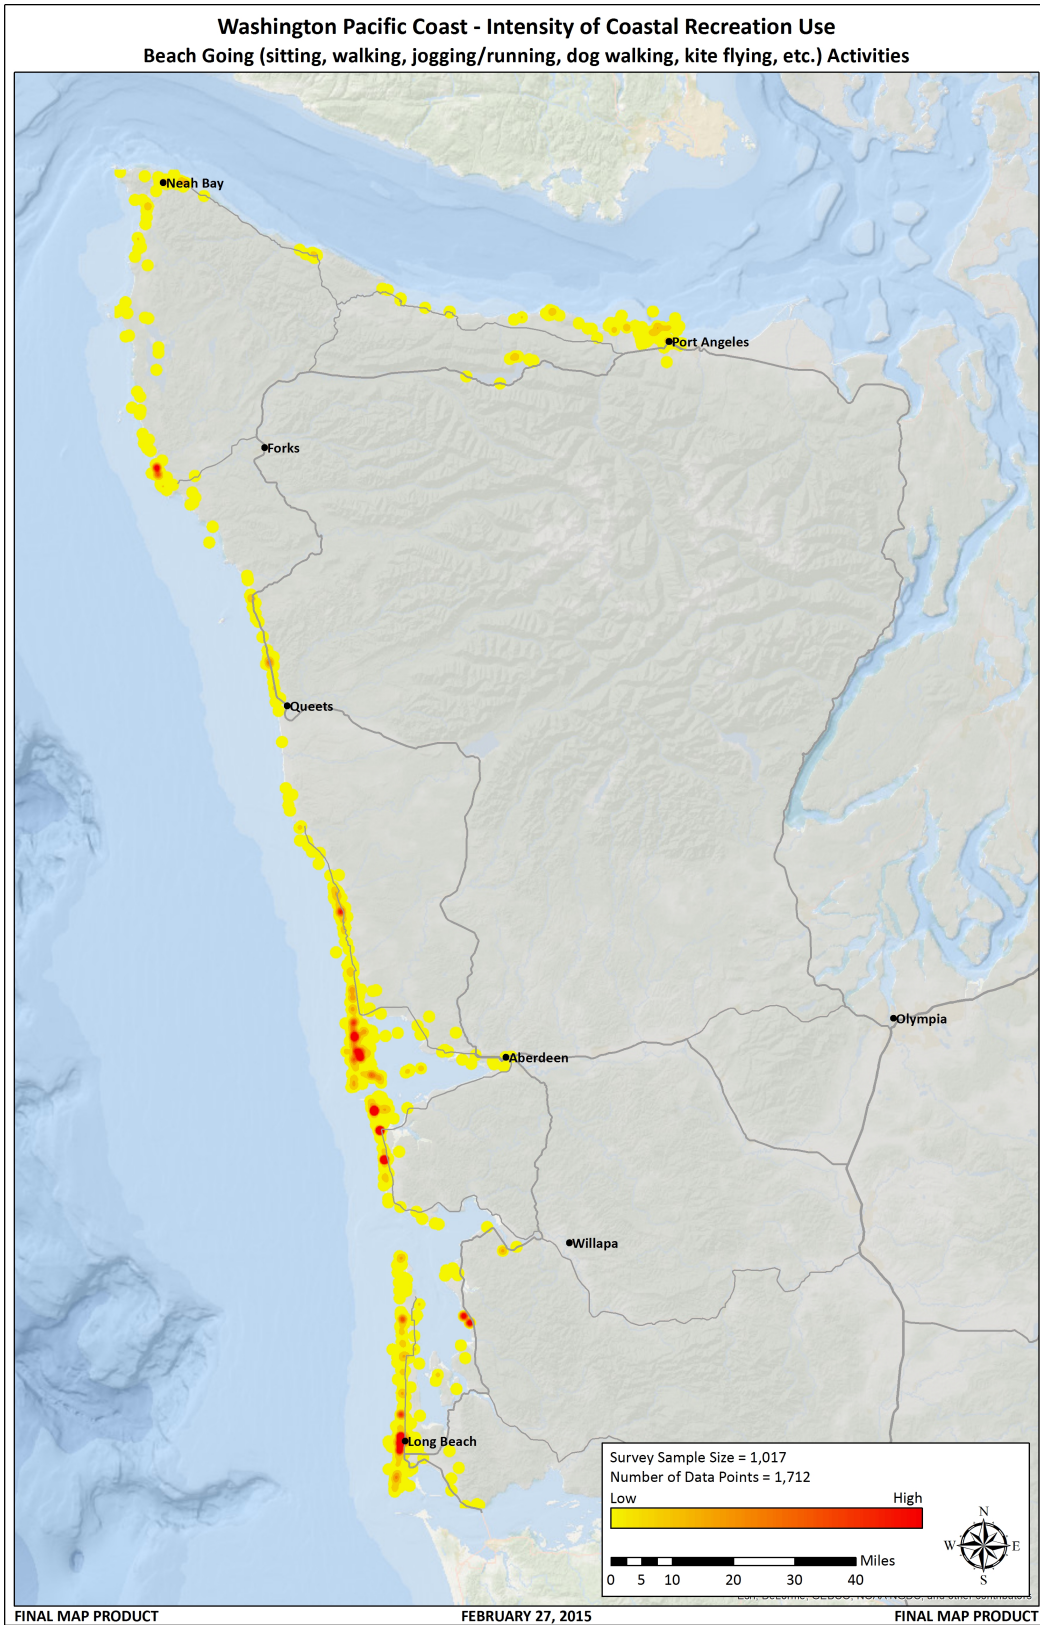 Washington Pacific Coast - Intensity of Coastal Recreation Use
Beach Going (sitting, walking, jogging/running, dog walking, kite flying, etc.) Activities
Neah Bay
Port Angeles
Forks
Queets
Olympia
Aberdeen
Willapa
Long Beach
Survey Sample Size = 1,017
Number of Data Points = 1,712
Low High
N
W E
S
Miles
0 5 10 20 30 40
FINAL MAP PRODUCT FEBRUARY 27, 2015 FINAL MAP PRODUCT